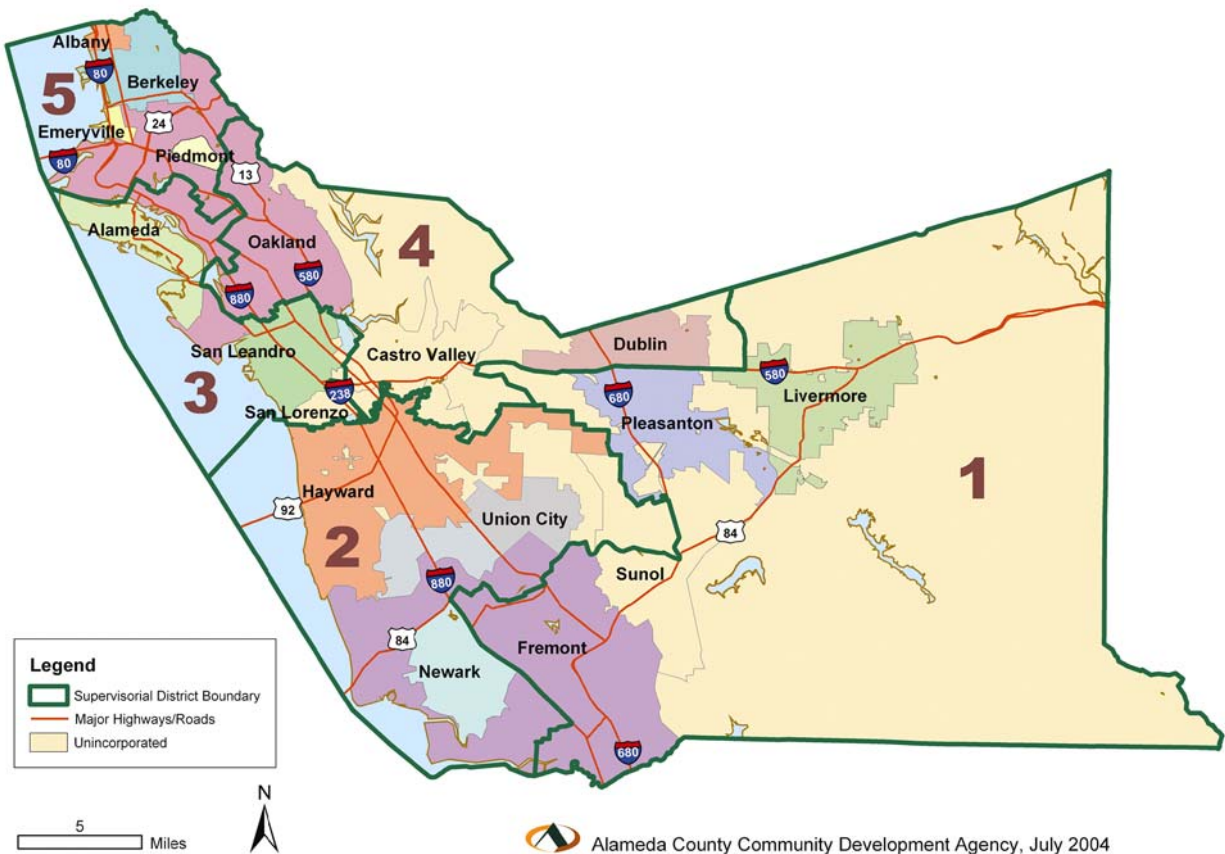 Albany
80
Berkeley
5
24
Emeryville
80
Piedmont
13
4
Alameda
Oakland
580
880
San Leandro
Castro Valley
Dublin
3
238
680
580
Livermore
San Lorenzo
Pleasanton
1
Hayward
92
Union City
2
84
880
Sunol
84
Fremont
Newark
680
Legend
Supervisorial District Boundary
Major Highways/Roads
Unincorporated
N
5
Miles
Alameda County Community Development Agency, July 2004